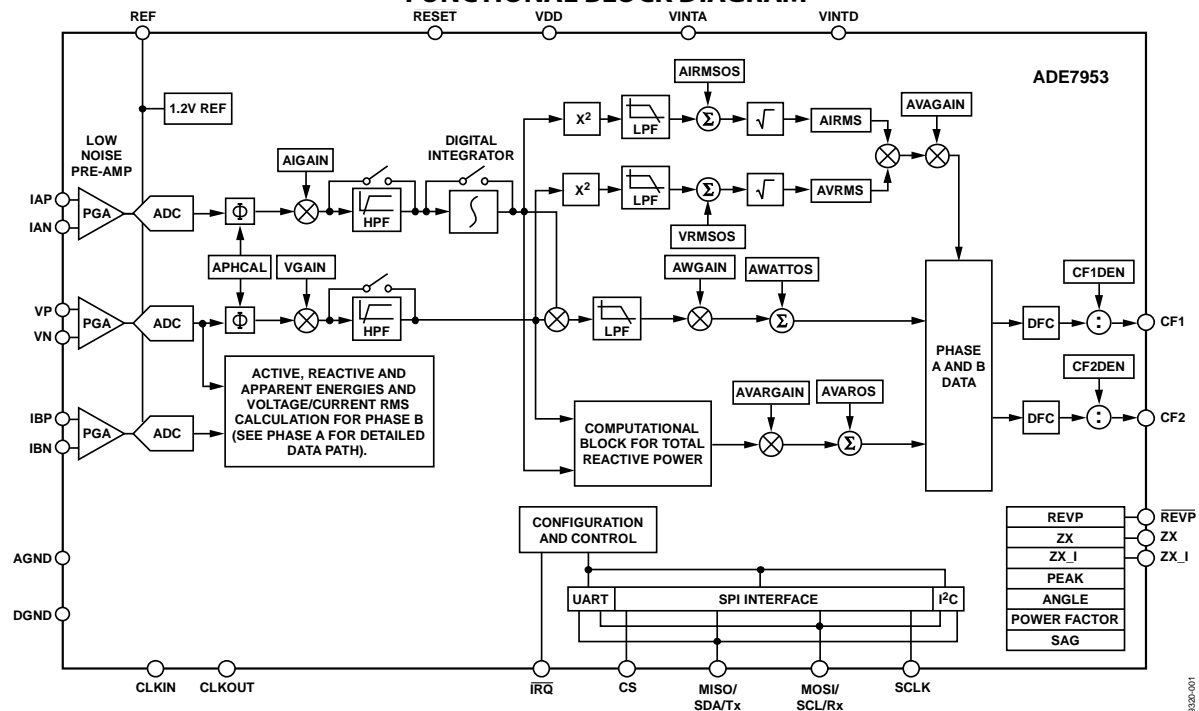 FUNCTIONAL BLOCK DIAGRAM
REF
RESET
VDD
VINTA
VINTD
ADE7953
1.2V REF
LOW
NOISE
PRE-AMP
AIRMSOS
X²
LPF
Σ
√
AIRMS
AVAGAIN
DIGITAL
INTEGRATOR
AIGAIN
IAP
IAN
PGA
ADC
Φ
HPF
∫
X²
LPF
Σ
√
AVRMS
VRMSOS
APHCAL
VGAIN
AWGAIN
AWATTOS
CF1DEN
VP
VN
PGA
ADC
Φ
HPF
LPF
Σ
PHASE
A AND B
DATA
DFC
:
CF1
ACTIVE, REACTIVE AND
APPARENT ENERGIES AND
VOLTAGE/CURRENT RMS
CALCULATION FOR PHASE B
(SEE PHASE A FOR DETAILED
DATA PATH).
CF2DEN
AVARGAIN
AVAROS
IBP
IBN
PGA
ADC
COMPUTATIONAL
BLOCK FOR TOTAL
REACTIVE POWER
Σ
DFC
:
CF2
CONFIGURATION
AND CONTROL
REVP
REVP
ZX
ZX
ZX_I
ZX_I
PEAK
ANGLE
POWER FACTOR
SAG
AGND
DGND
UART
SPI INTERFACE
I²C
CLKIN
CLKOUT
IRQ
CS
MISO/
SDA/Tx
MOSI/
SCL/Rx
SCLK